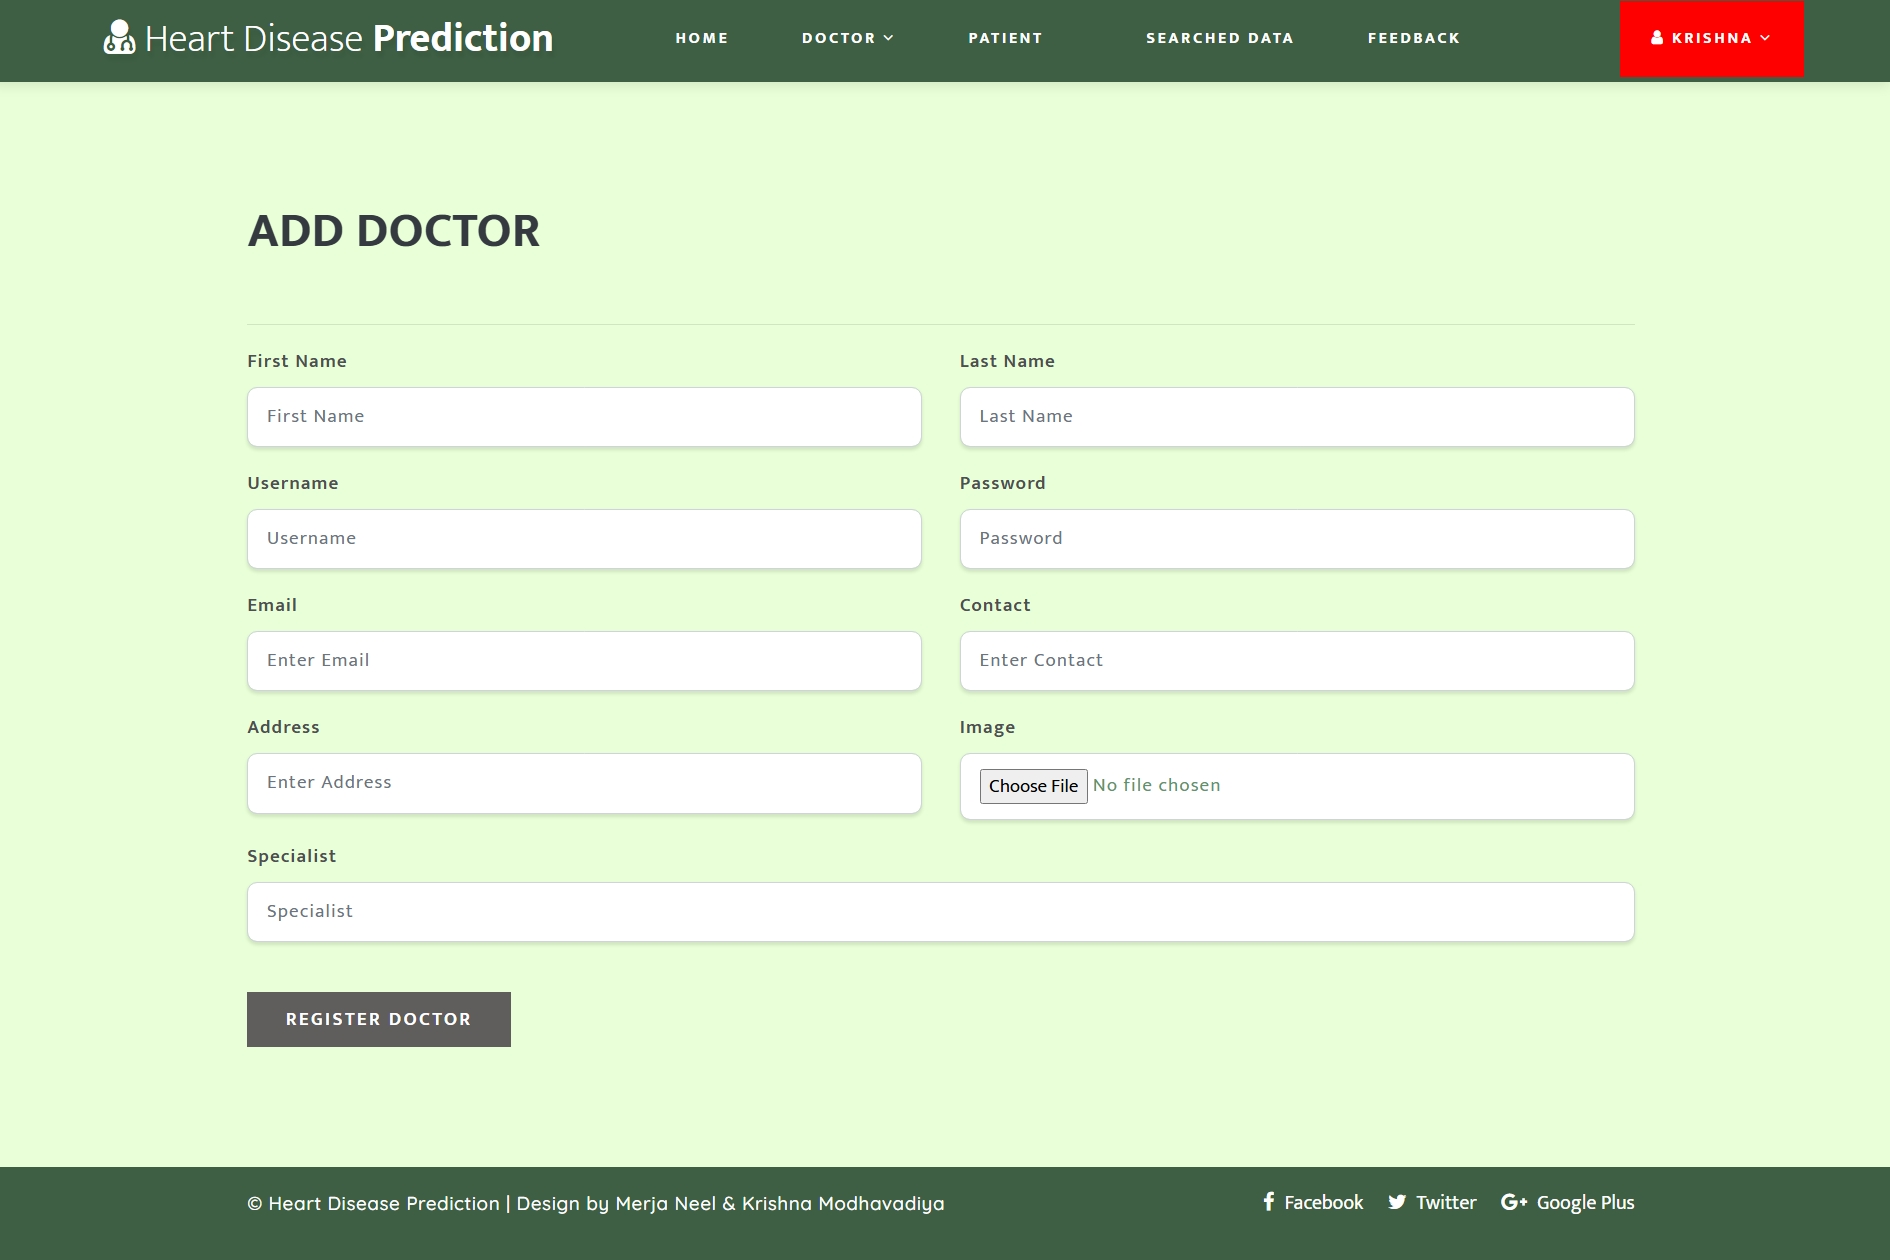 Heart Disease Prediction
HOME
DOCTOR
PATIENT
SEARCHED DATA
FEEDBACK
KRISHNA
ADD DOCTOR
First Name
Last Name
First Name
Last Name
Username
Password
Username
Password
Email
Contact
Enter Email
Enter Contact
Address
Image
Enter Address
Choose File No file chosen
Specialist
Specialist
REGISTER DOCTOR
© Heart Disease Prediction | Design by Merja Neel & Krishna Modhavadiya
Facebook
Twitter
Google Plus